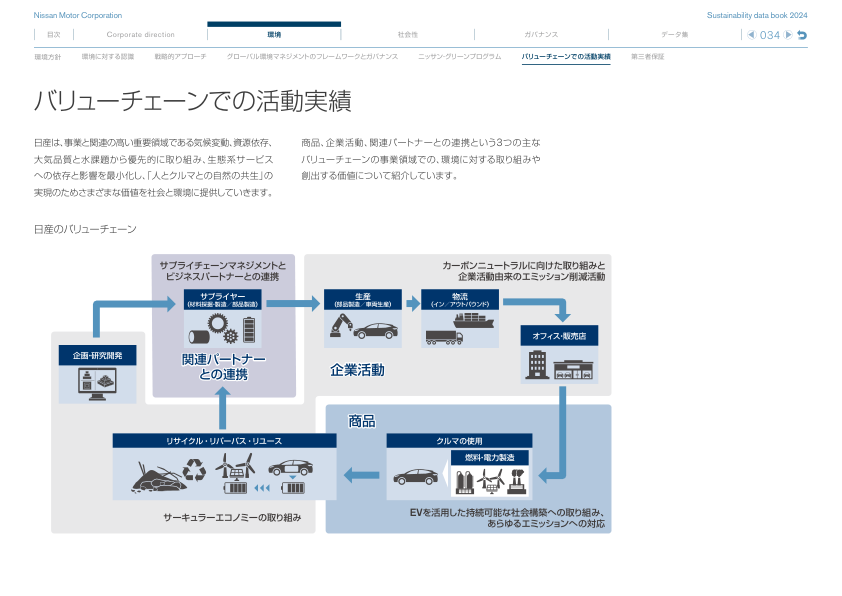 Nissan Motor Corporation
Sustainability data book 2024
目次
Corporate direction
環境
社会性
ガバナンス
データ集
034
環境方針
環境に対する認識
戦略的アプローチ
グローバル環境マネジメントのフレームワークとガバナンス
ニッサン・グリーンプログラム
バリューチェーンでの活動実績
第三者保証
バリューチェーンでの活動実績
日産は、事業と関連の高い重要領域である気候変動、資源依存、
大気品質と水課題から優先的に取り組み、生態系サービス
への依存と影響を最小化し、「人とクルマとの自然の共生」の
実現のためさまざまな価値を社会と環境に提供していきます。
商品、企業活動、関連パートナーとの連携という3つの主な
バリューチェーンの事業領域での、環境に対する取り組みや
創出する価値について紹介しています。
日産のバリューチェーン
サプライチェーンマネジメントと
ビジネスパートナーとの連携
カーボンニュートラルに向けた取り組みと
企業活動由来のエミッション削減活動
サプライヤー
(材料採掘・製造／部品製造)
生産
(部品製造／車両生産)
物流
(イン／アウトバウンド)
オフィス・販売店
企画・研究開発
関連パートナー
との連携
企業活動
商品
リサイクル・リパーパス・リユース
クルマの使用
燃料・電力製造
サーキュラーエコノミーの取り組み
EVを活用した持続可能な社会構築への取り組み、
あらゆるエミッションへの対応